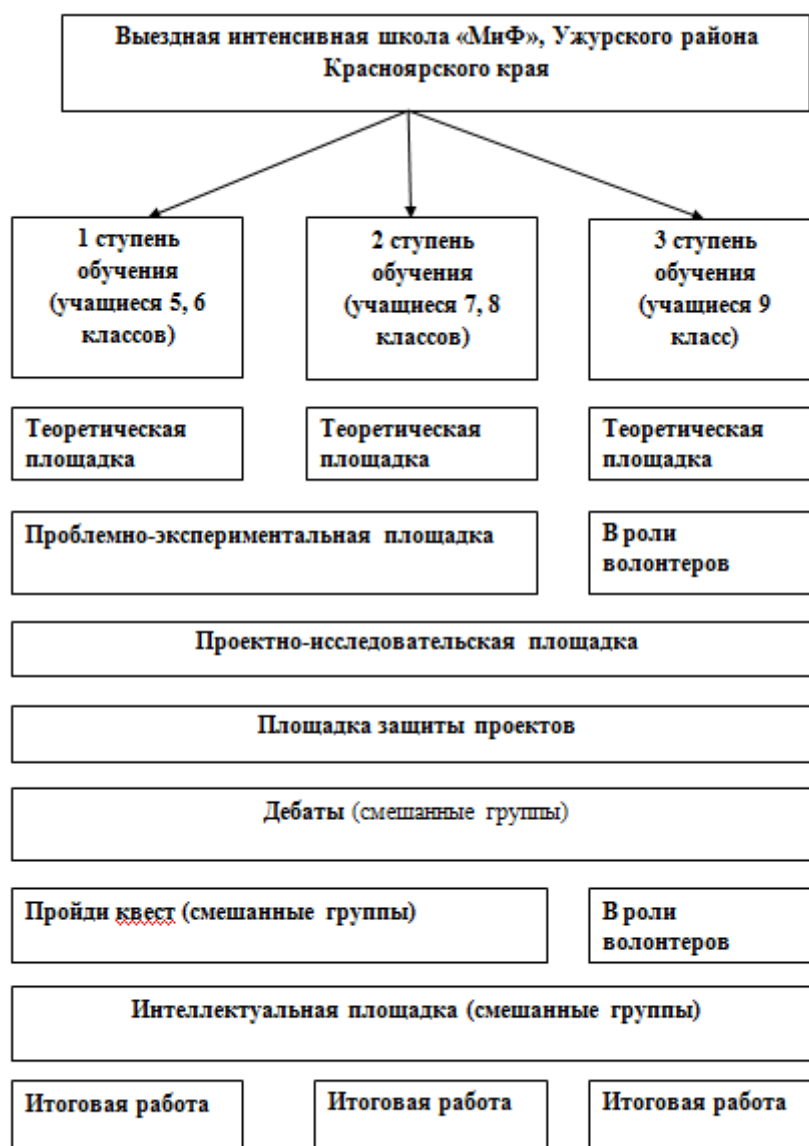 Выездная интенсивная школа «МиФ», Ужурского района
Красноярского края
1 ступень
обучения
(учащиеся 5, 6
классов)
2 ступень
обучения
(учащиеся 7, 8
классов)
3 ступень
обучения
(учащиеся 9
класс)
Теоретическая
площадка
Теоретическая
площадка
Теоретическая
площадка
Проблемно-экспериментальная площадка
В роли
волонтеров
Проектно-исследовательская площадка
Площадка защиты проектов
Дебаты (смешанные группы)
Пройди квест (смешанные группы)
В роли
волонтеров
Интеллектуальная площадка (смешанные группы)
Итоговая работа
Итоговая работа
Итоговая работа